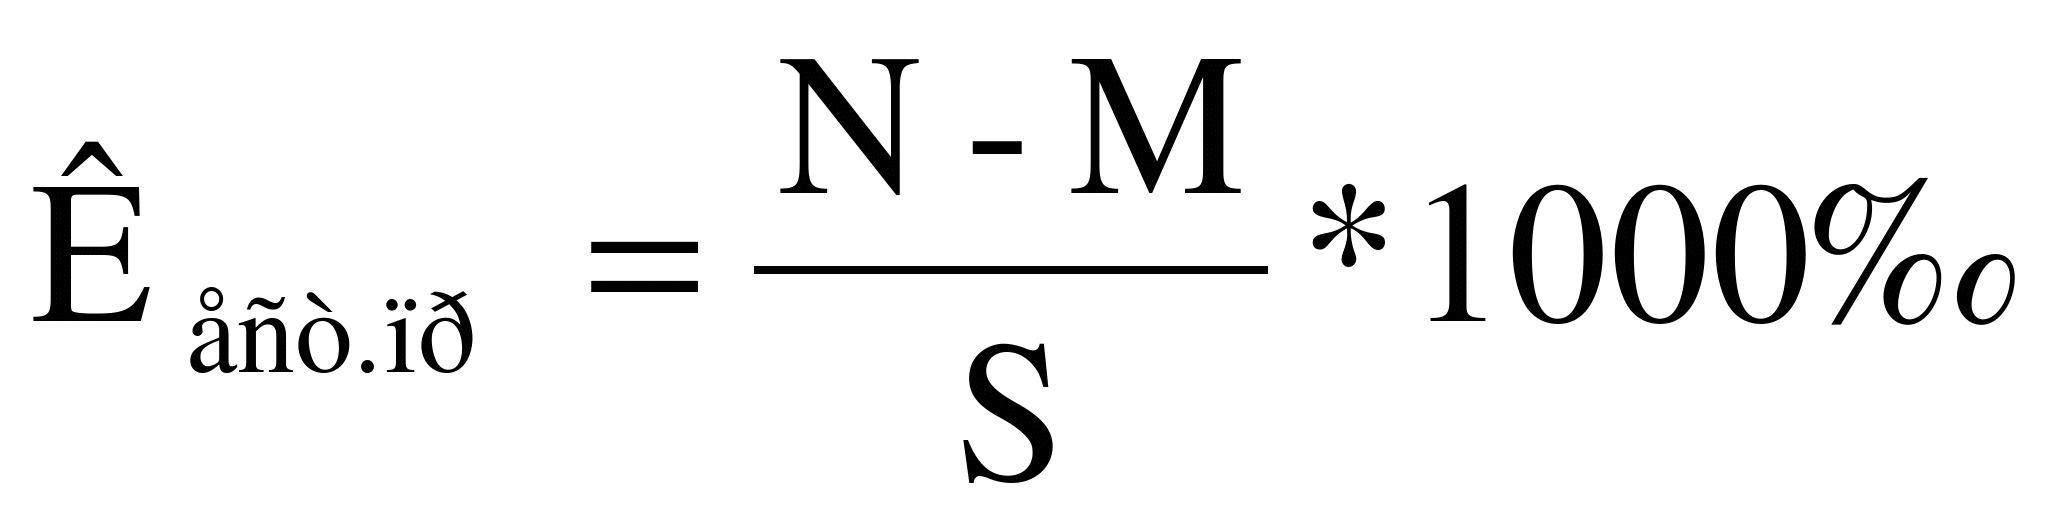 Ê åñò.ïð = N - M / S *1000‰